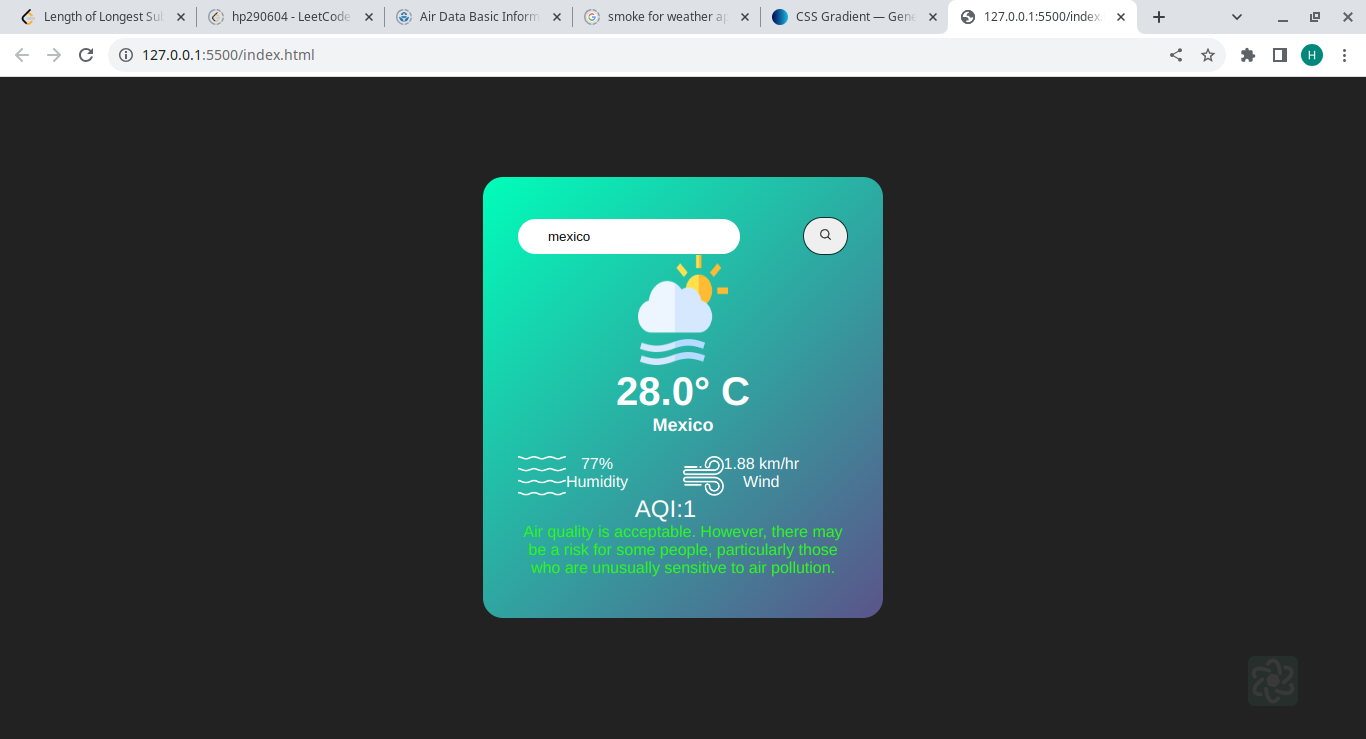 Length of Longest Su
hp290604 - LeetCode
Air Data Basic Inform
smoke for weather ap
CSS Gradient — Gene
127.0.0.1:5500/index.
127.0.0.1:5500/index.html
H
mexico
28.0° C
Mexico
77%
Humidity
1.88 km/hr
Wind
AQI:1
Air quality is acceptable. However, there may
be a risk for some people, particularly those
who are unusually sensitive to air pollution.